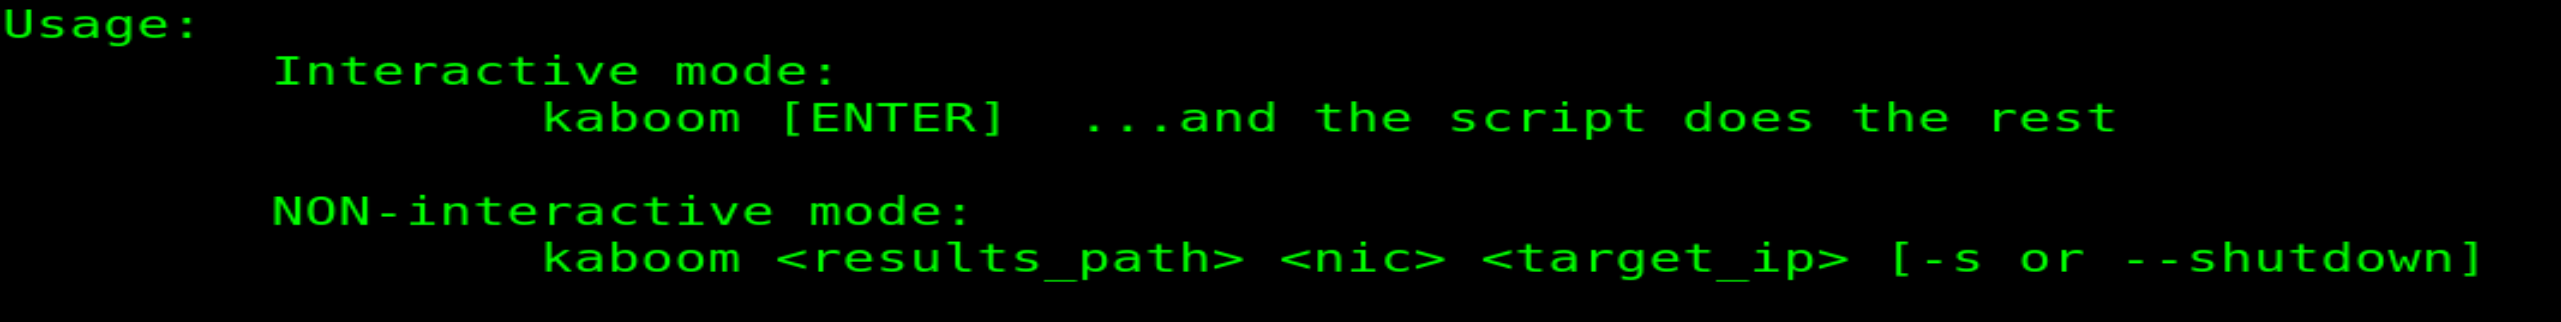 Usage:
Interactive mode:
kaboom [ENTER]  ...and the script does the rest
NON-interactive mode:
kaboom <results_path> <nic> <target_ip> [-s or --shutdown]